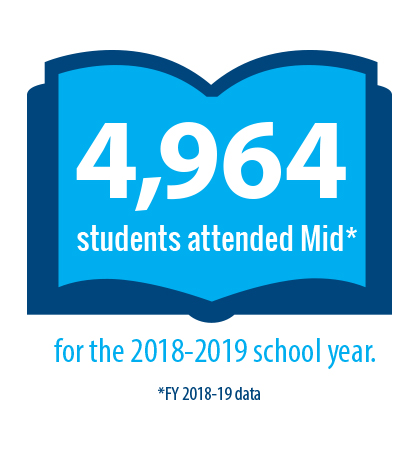 4,964
students attended Mid*
for the 2018-2019 school year.
*FY 2018-19 data